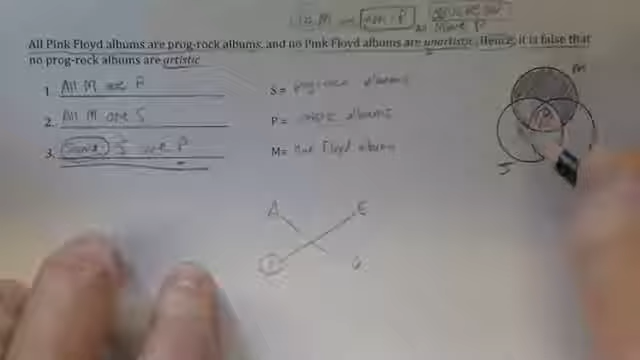 All Pink Floyd albums are prog-rock albums, and no Pink Floyd albums are unartistic. Hence, it is false that
no prog-rock albums are artistic
1. All M are P
S = prog-rock albums
2. All M are S
P = albums
3. Some S are P
M = Floyd albums
M
S
A E